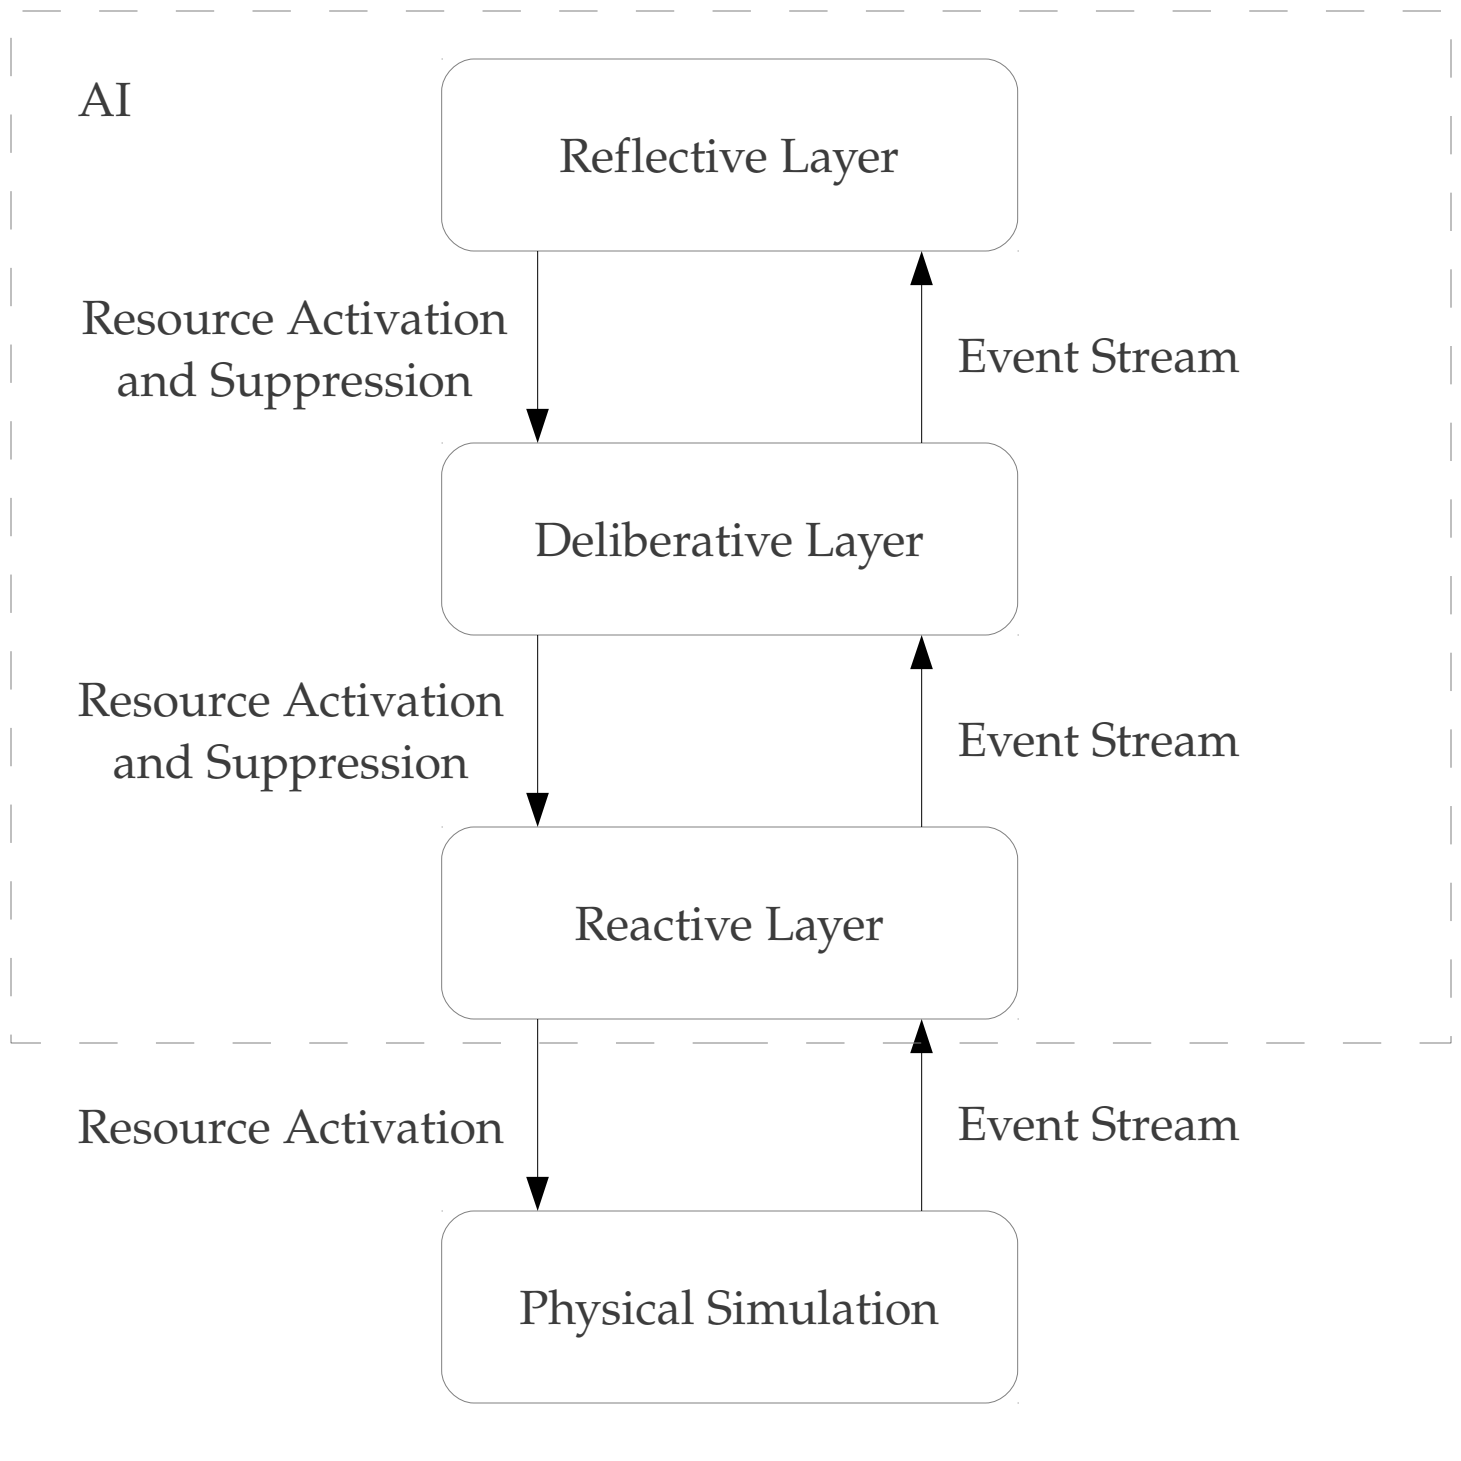 AI
Reflective Layer
Resource Activation
and Suppression
Event Stream
Deliberative Layer
Resource Activation
and Suppression
Event Stream
Reactive Layer
Resource Activation
Event Stream
Physical Simulation